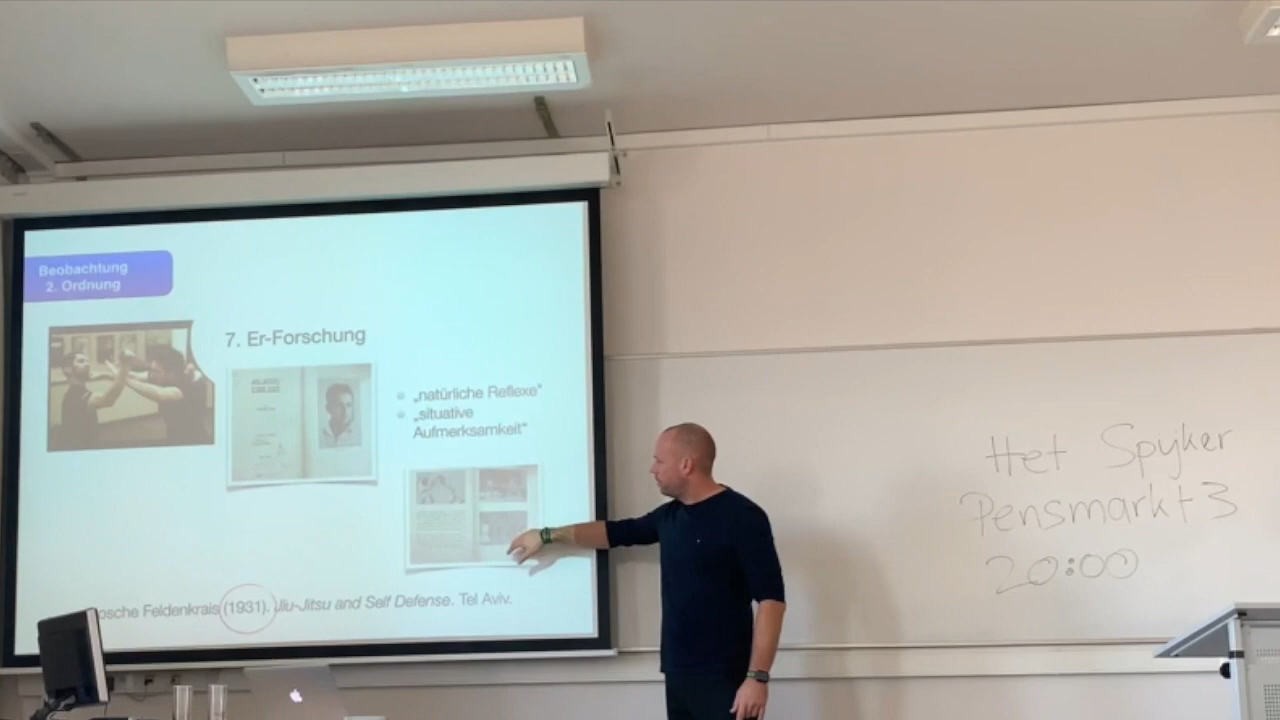 Beobachtung
2. Ordnung
7. Er-Forschung
„natürliche Reflexe“
„situative
Aufmerksamkeit“
Feldenkrais (1931). Jiu-Jitsu and Self Defense. Tel Aviv.
Het Spyker
Pensmarkt 3
20:00